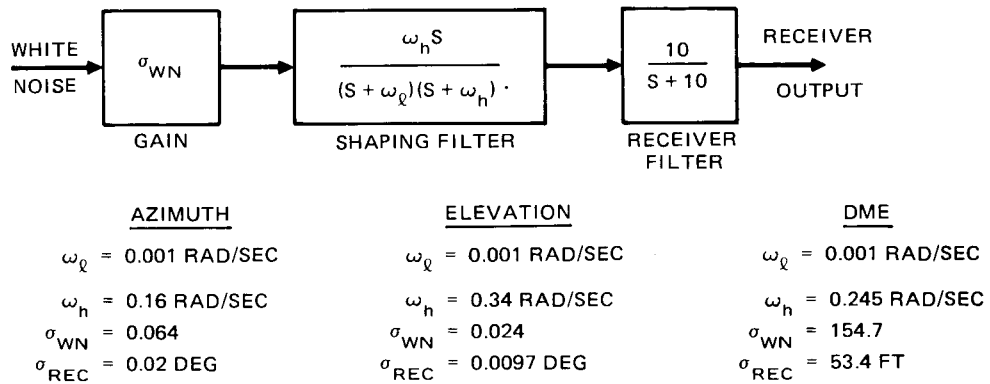 WHITE
NOISE
σWN
GAIN
ωhS
(S + ωℓ)(S + ωh) .
SHAPING FILTER
10
S + 10
RECEIVER
FILTER
RECEIVER
OUTPUT
AZIMUTH
ωℓ = 0.001 RAD/SEC
ωh = 0.16 RAD/SEC
σWN = 0.064
σREC = 0.02 DEG
ELEVATION
ωℓ = 0.001 RAD/SEC
ωh = 0.34 RAD/SEC
σWN = 0.024
σREC = 0.0097 DEG
DME
ωℓ = 0.001 RAD/SEC
ωh = 0.245 RAD/SEC
σWN = 154.7
σREC = 53.4 FT